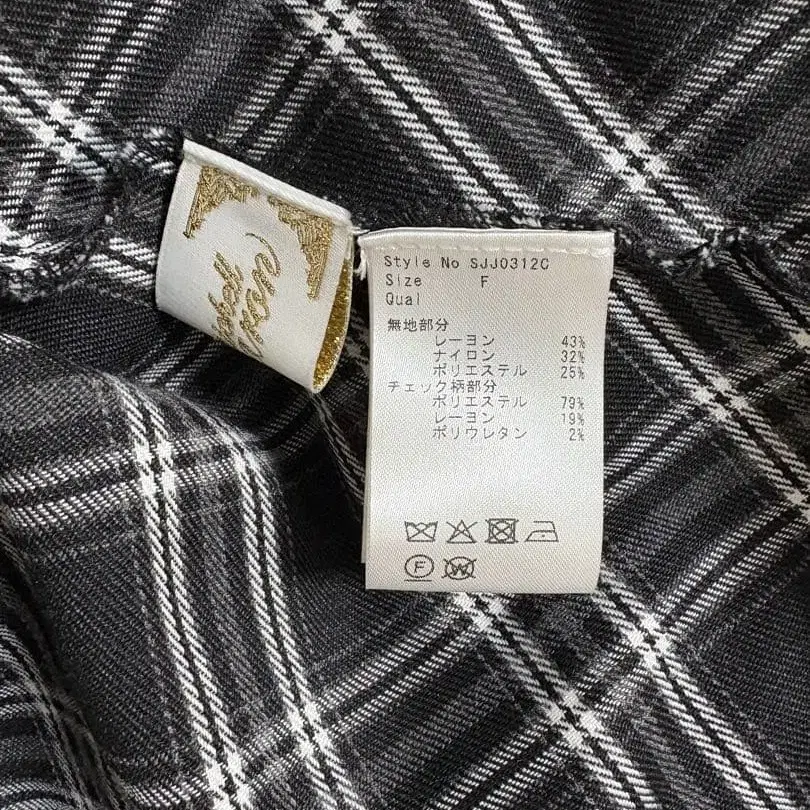 Style No SJJ0312C
Size F
Qual
無地部分
レーヨン 43%
ナイロン 32%
ポリエステル 25%
チェック柄部分
ポリエステル 79%
レーヨン 19%
ポリウレタン 2%
F
W